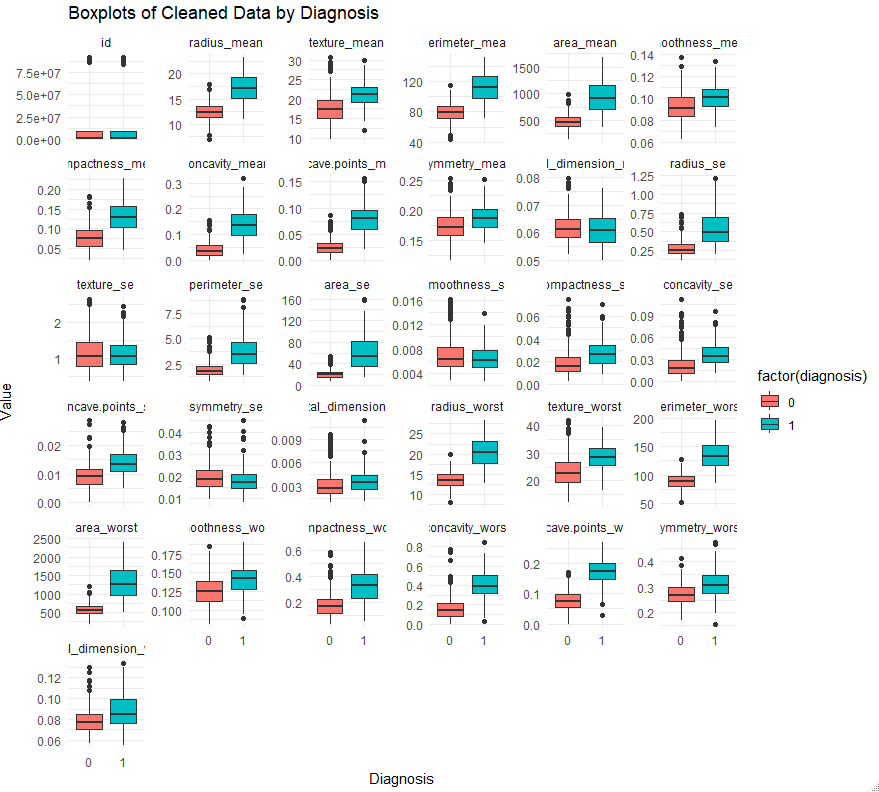 Boxplots of Cleaned Data by Diagnosis
id radius_mean texture_mean erimeter_mea area_mean oothness_me
7.5e+07 5.0e+07 2.5e+07 0.0e+00
20 15 10
30 25 20 15 10
120 80 40
1500 1000 500
0.14 0.12 0.10 0.08 0.06
mpactness_me oncavity_mean cave.points_m ymmetry_mea l_dimension_r radius_se
0.20 0.15 0.10 0.05
0.3 0.2 0.1 0.0
0.15 0.10 0.05 0.00
0.25 0.20 0.15
0.08 0.07 0.06 0.05
1.25 1.00 0.75 0.50 0.25
texture_se perimeter_se area_se smoothness_s ompactness_s concavity_se
2 1
7.5 5.0 2.5
160 120 80 40 0
0.016 0.012 0.008 0.004
0.06 0.04 0.02 0.00
0.09 0.06 0.03 0.00
ncave.points_s symmetry_se tal_dimension radius_worst texture_worst erimeter_wors
0.02 0.01 0.00
0.04 0.03 0.02 0.01
0.009 0.006 0.003
25 20 15 10
40 30 20
200 150 100 50
area_worst oothness_wo mpactness_wo concavity_wors cave.points_w ymmetry_wors
2500 2000 1500 1000 500
0.175 0.150 0.125 0.100
0.6 0.4 0.2
0.8 0.6 0.4 0.2 0.0
0.2 0.1 0.0
0.4 0.3 0.2
0 1 0 1 0 1 0 1 0 1
l_dimension_
0.12 0.10 0.08 0.06
0 1
Value
Diagnosis
factor(diagnosis)
0
1